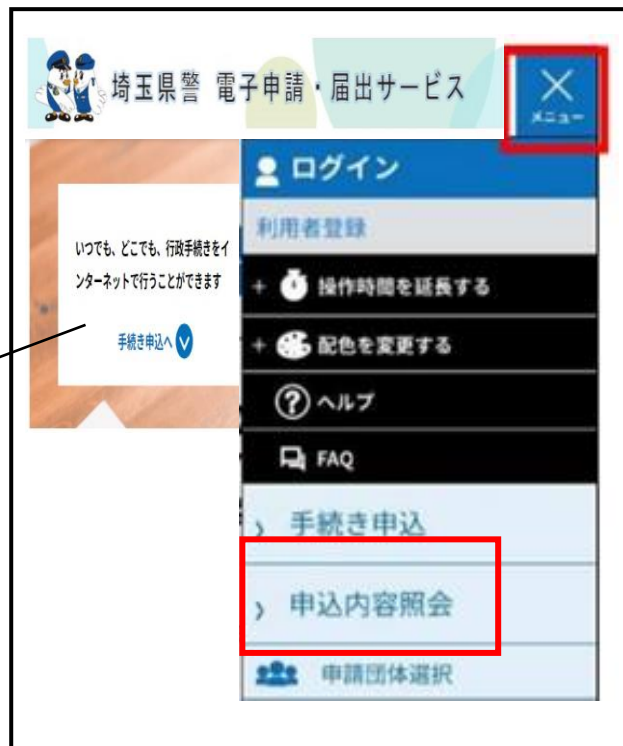 埼玉県警 電子申請・届出サービス
メニュー
いつでも、どこでも、行政手続きをイ
ンターネットで行うことができます
手続き申込へ
ログイン
利用者登録
+ 操作時間を延長する
+ 配色を変更する
? ヘルプ
FAQ
› 手続き申込
› 申込内容照会
申請団体選択